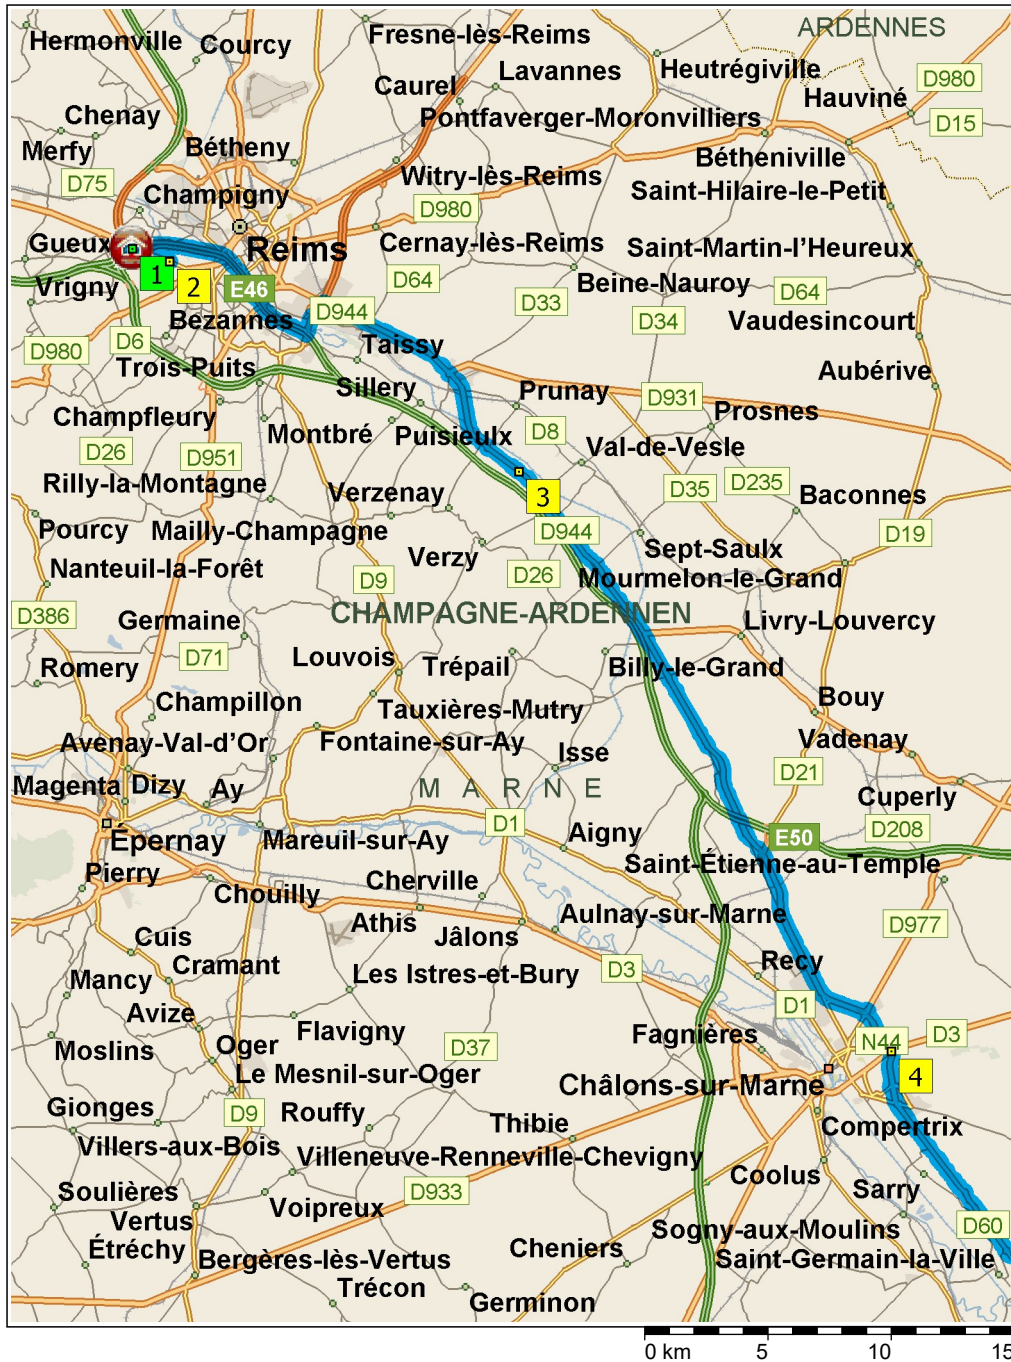 ARDENNES
Hermonville
Courcy
Fresne-lès-Reims
Lavannes
Heutrégiville
D980
Caurel
Hauviné
Chenay
Pontfaverger-Moronvilliers
D15
Merfy
Bétheny
Bétheniville
D75
Champigny
Witry-lès-Reims
Saint-Hilaire-le-Petit
D980
Gueux
Reims
Cernay-lès-Reims
Saint-Martin-l'Heureux
1
2
Vrigny
E46
D64
Beine-Nauroy
D64
D33
D944
Bezannes
D34
Vaudesincourt
D980
D6
Taissy
Trois-Puits
Sillery
Prunay
Aubérive
D931
Champfleury
Prosnes
Montbré
Puisieulx
D8
D26
D951
Val-de-Vesle
Rilly-la-Montagne
Verzenay
3
D35
D235
Baconnes
Pourcy
Mailly-Champagne
D944
D19
Verzy
Sept-Saulx
Nanteuil-la-Forêt
D9
D26
Mourmelon-le-Grand
D386
Germaine
CHAMPAGNE-ARDENNEN
Livry-Louvercy
D71
Louvois
Trépail
Billy-le-Grand
Romery
Champillon
Tauxières-Mutry
Bouy
Avenay-Val-d'Or
Fontaine-sur-Ay
Isse
Vadenay
D21
Magenta
Dizy
Ay
MARNE
Cuperly
D1
D208
Épernay
Mareuil-sur-Ay
Aigny
E50
Saint-Étienne-au-Temple
Pierry
Chouilly
Cherville
Athis
Jâlons
Aulnay-sur-Marne
D977
Cuis
Cramant
Recy
Mancy
Les Istres-et-Bury
D3
D1
Avize
Flavigny
Fagnières
N44
D3
Moslins
Oger
D37
Le Mesnil-sur-Oger
Châlons-sur-Marne
4
Gionges
D9
Rouffy
Thibie
Compertrix
Villers-aux-Bois
Villeneuve-Renneville-Chevigny
Coolus
Soulières
D933
Sarry
Vertus
Voipreux
D60
Sogny-aux-Moulins
Étréchy
Bergères-lès-Vertus
Cheniers
Saint-Germain-la-Ville
Trécon
Germinon
0 km 5 10 15